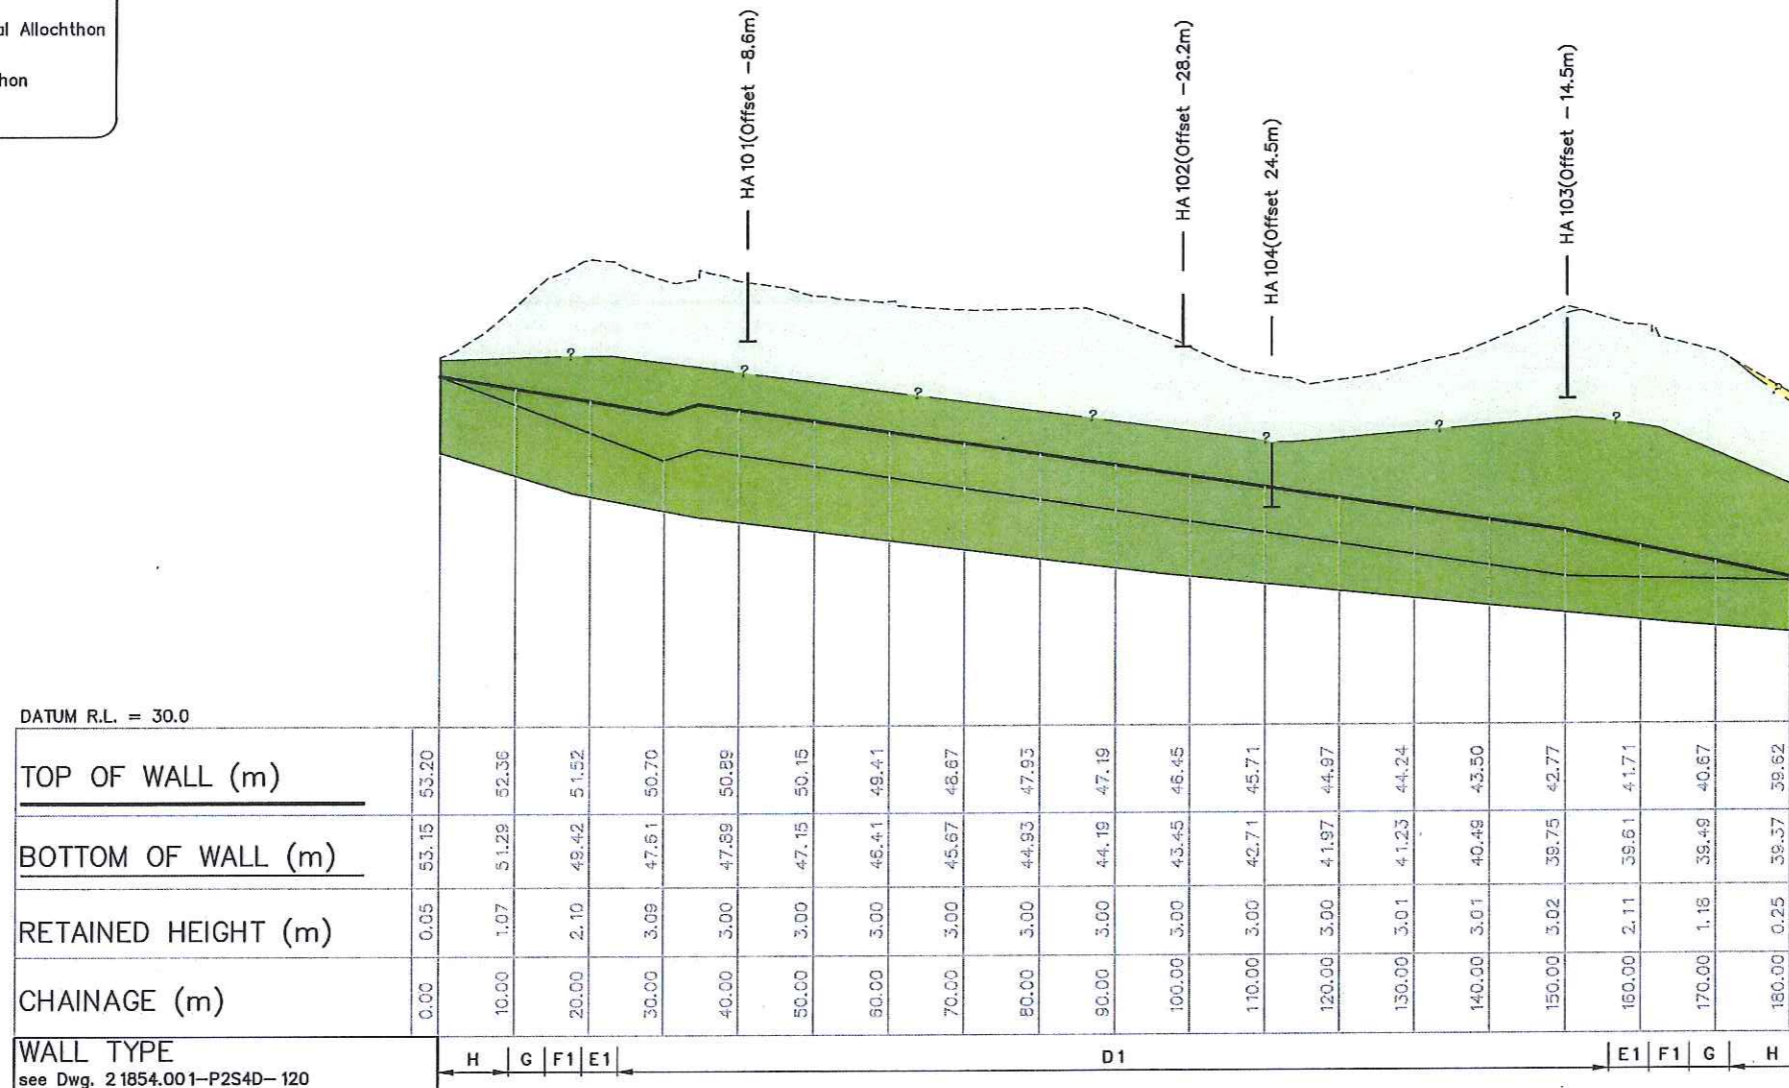 al Allochthon
hon
HA101(Offset -8.6m)
HA102(Offset -28.2m)
HA104(Offset 24.5m)
HA103(Offset -14.5m)
? ? ? ? ? ? ? ? ?
DATUM R.L. = 30.0
TOP OF WALL (m) 53.20 52.36 51.52 50.70 50.89 50.15 49.41 48.67 47.93 47.19 46.45 45.71 44.97 44.24 43.50 42.77 41.71 40.67 39.62
BOTTOM OF WALL (m) 53.15 51.29 49.42 47.61 47.89 47.15 46.41 45.67 44.93 44.19 43.45 42.71 41.97 41.23 40.49 39.75 39.61 39.49 39.37
RETAINED HEIGHT (m) 0.05 1.07 2.10 3.09 3.00 3.00 3.00 3.00 3.00 3.00 3.00 3.00 3.00 3.01 3.01 3.02 2.11 1.18 0.25
CHAINAGE (m) 0.00 10.00 20.00 30.00 40.00 50.00 60.00 70.00 80.00 90.00 100.00 110.00 120.00 130.00 140.00 150.00 160.00 170.00 180.00
WALL TYPE H G F1 E1 D1 E1 F1 G H
see Dwg. 21854.001-P2S4D-120